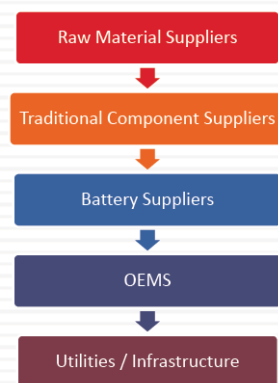 Raw Material Suppliers
Traditional Component Suppliers
Battery Suppliers
OEMS
Utilities / Infrastructure